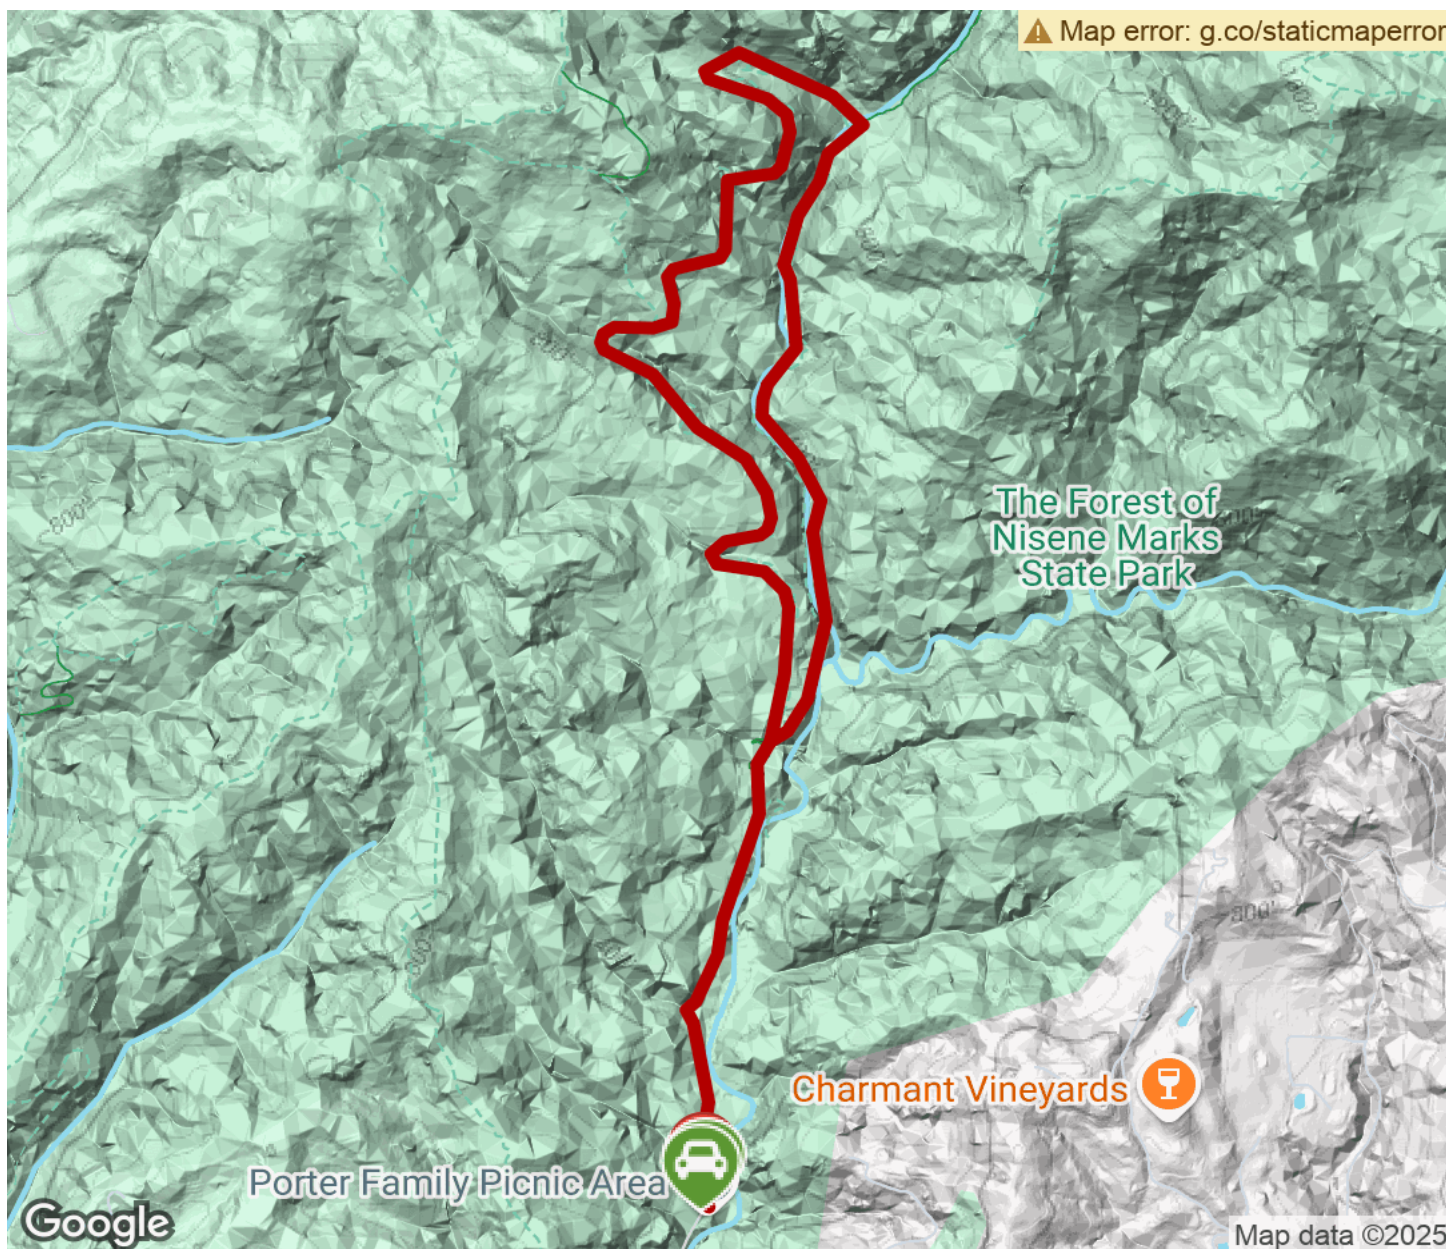 Map error: g.co/staticmaperror
The Forest of
Nisene Marks
State Park
800'
Charmant Vineyards
Porter Family Picnic Area
Google
Map data ©2025